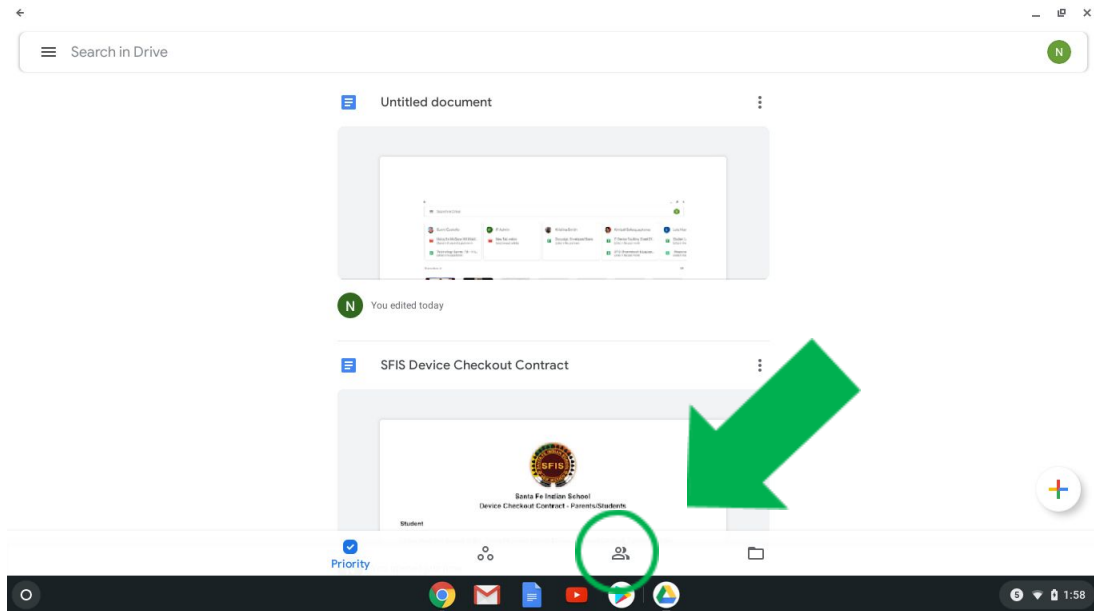 Search in Drive
N
Untitled document
N
You edited today
SFIS Device Checkout Contract
SFIS
Santa Fe Indian School
Device Checkout Contract - Parents/Students
Student
Priority
5
1:58